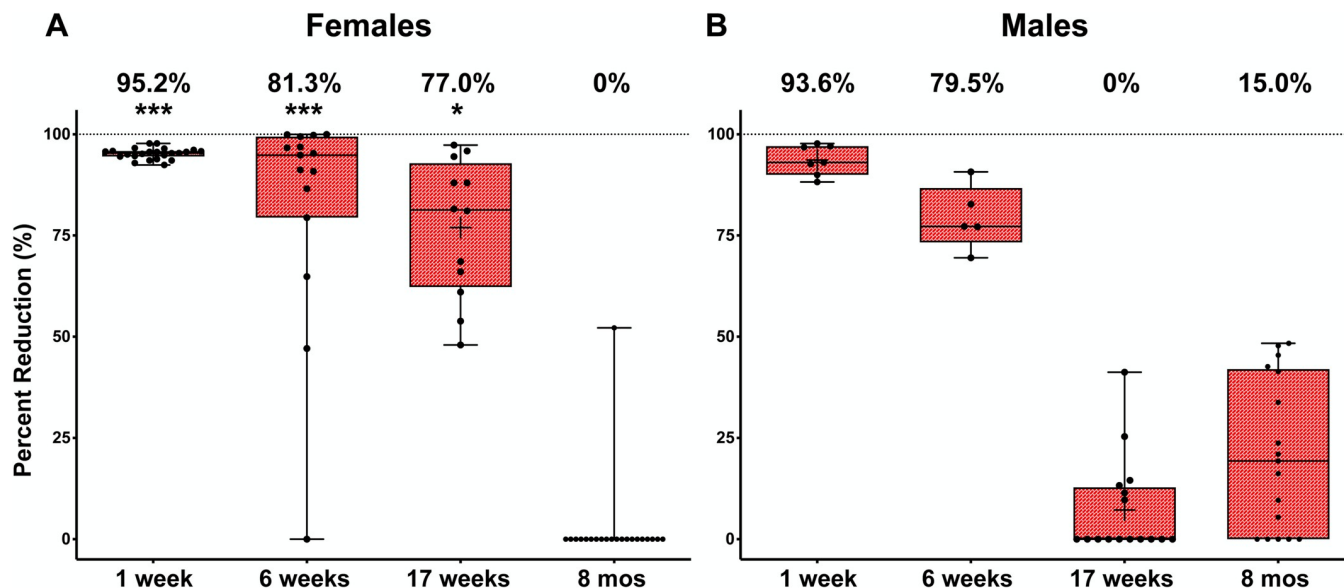 A Females
95.2% 81.3% 77.0% 0%
*** *** *
100
75
50
25
0
Percent Reduction (%)
1 week 6 weeks 17 weeks 8 mos
B Males
93.6% 79.5% 0% 15.0%
100
75
50
25
0
1 week 6 weeks 17 weeks 8 mos